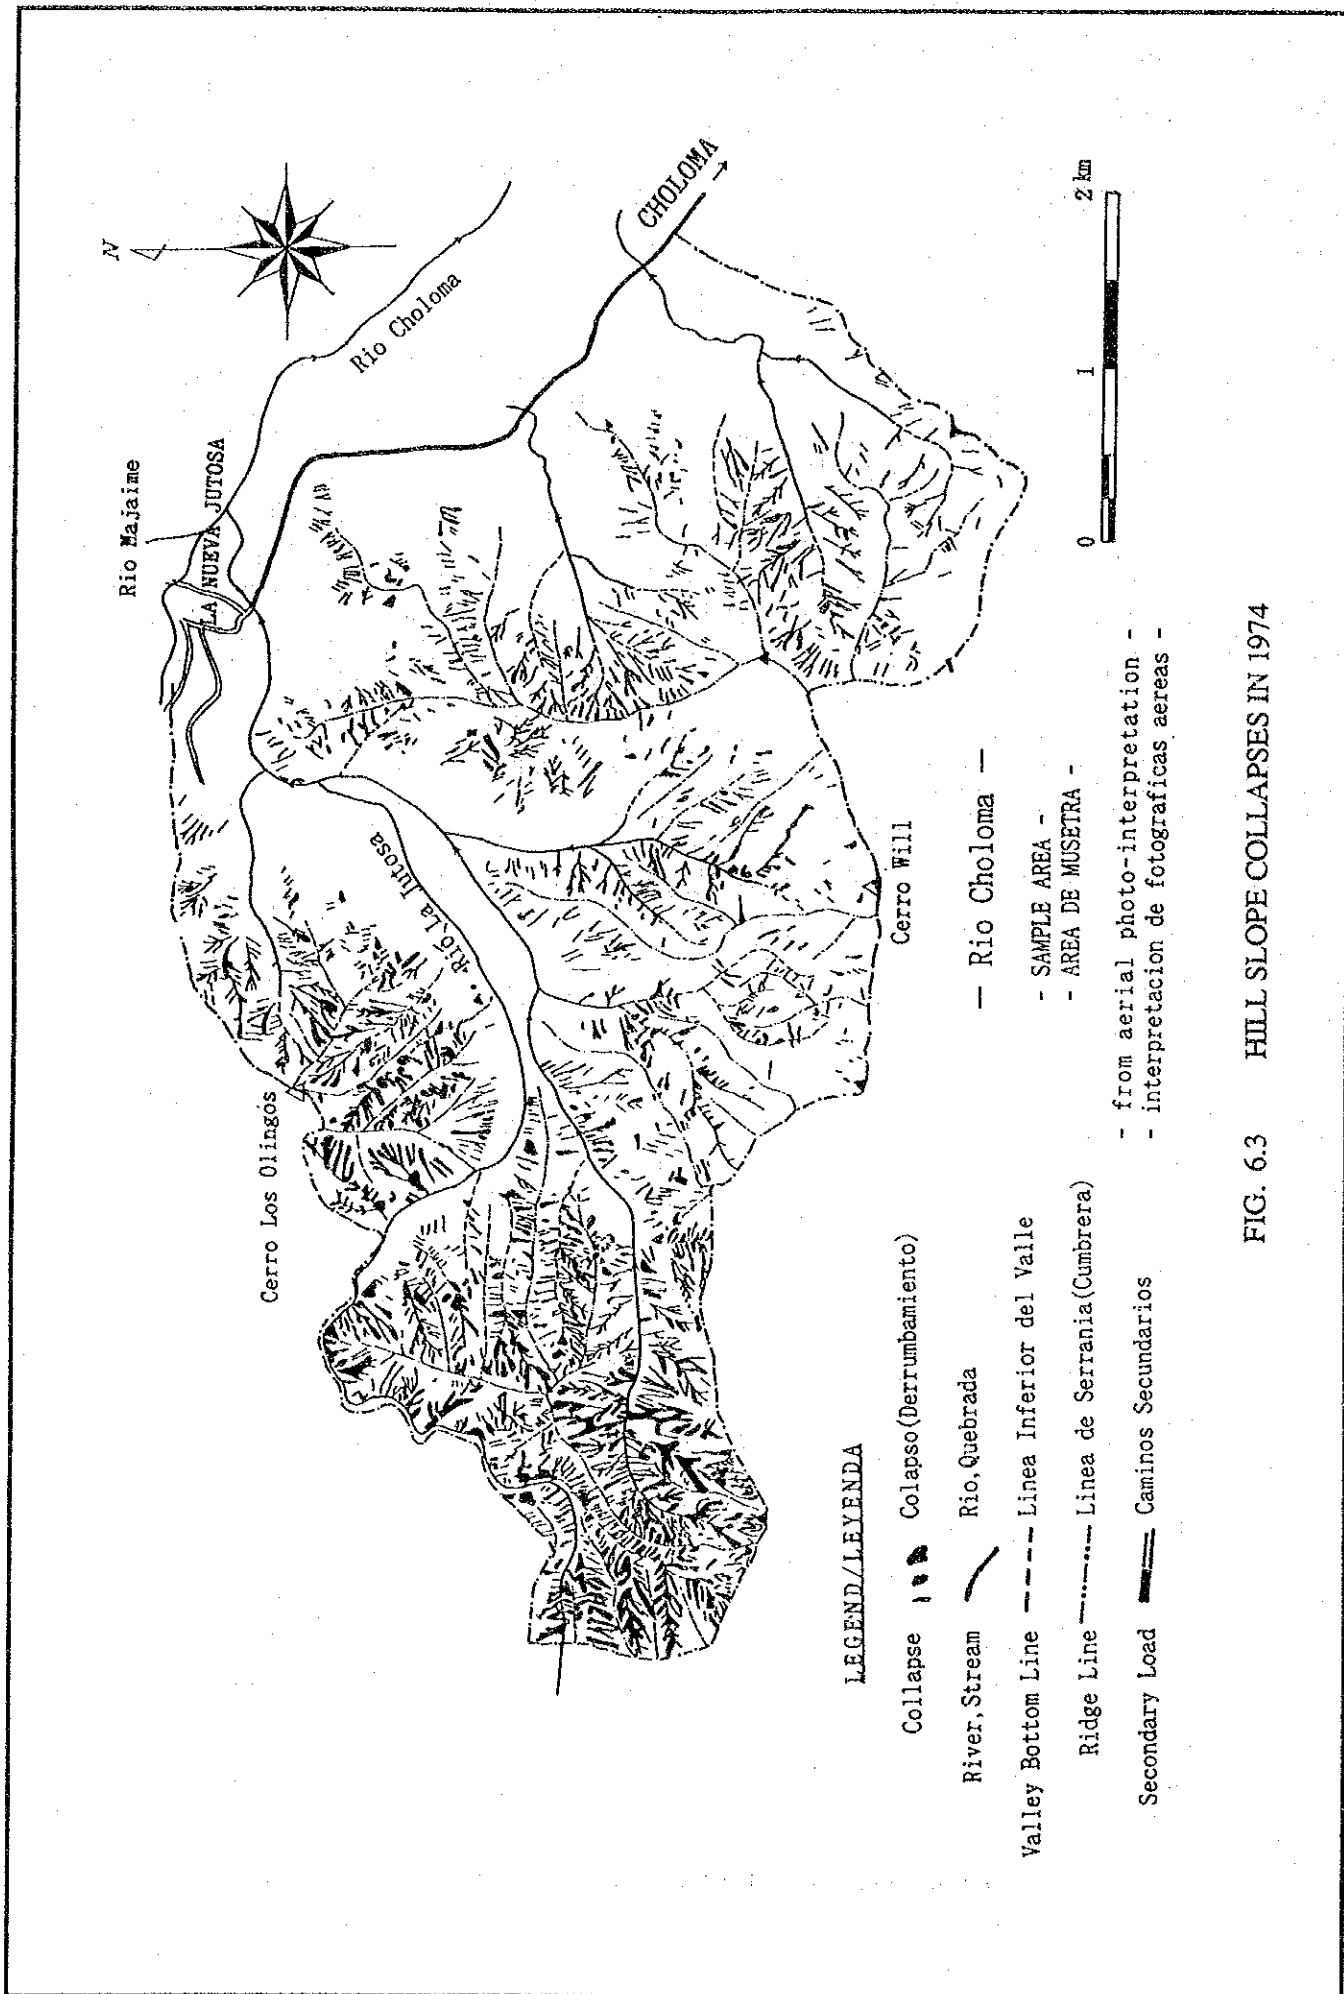 N
Rio Majaime
LA NUEVA JUTOSA
Rio Choloma
CHOLOMA
Cerro Los Olingós
Rio La Jutosa
Cerro Will
0 1 2 km
LEGEND/LEYENDA
Collapse Colapso(Derrumbamiento)
River,Stream Rio,Quebrada
Valley Bottom Line Linea Inferior del Valle
Ridge Line Linea de Serrania(Cumbrera)
Secondary Load Caminos Secundarios
— Rio Choloma —
- SAMPLE AREA -
- AREA DE MUSETRA -
- from aerial photo-interpretation -
- interpretacion de fotograficas aereas -
FIG. 6.3 HILL SLOPE COLLAPSES IN 1974